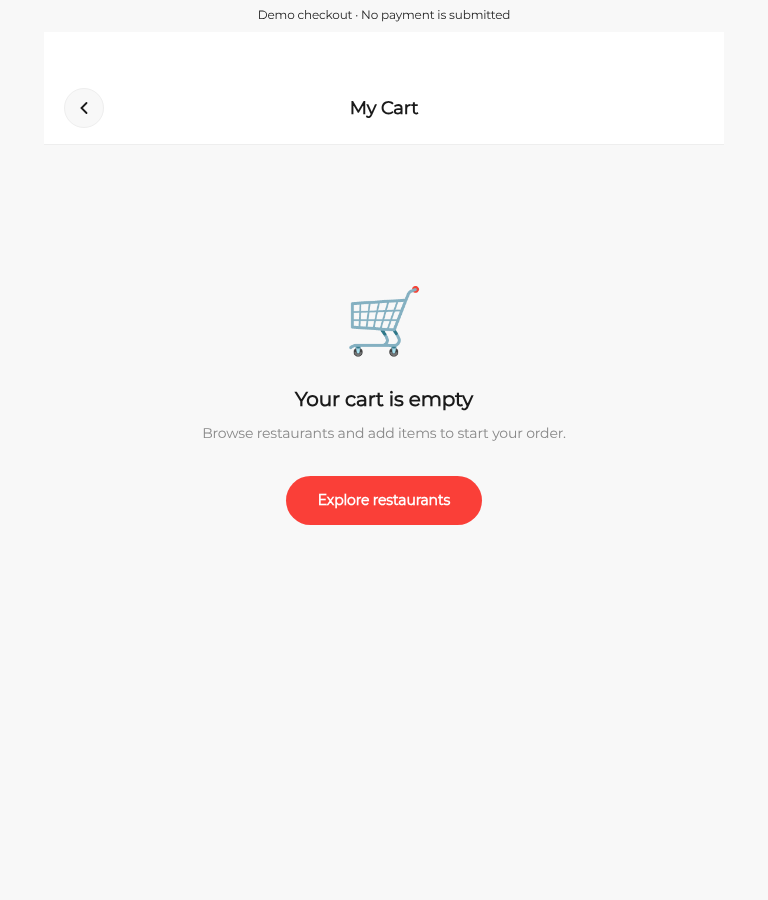 Demo checkout · No payment is submitted
My Cart
Your cart is empty
Browse restaurants and add items to start your order.
Explore restaurants